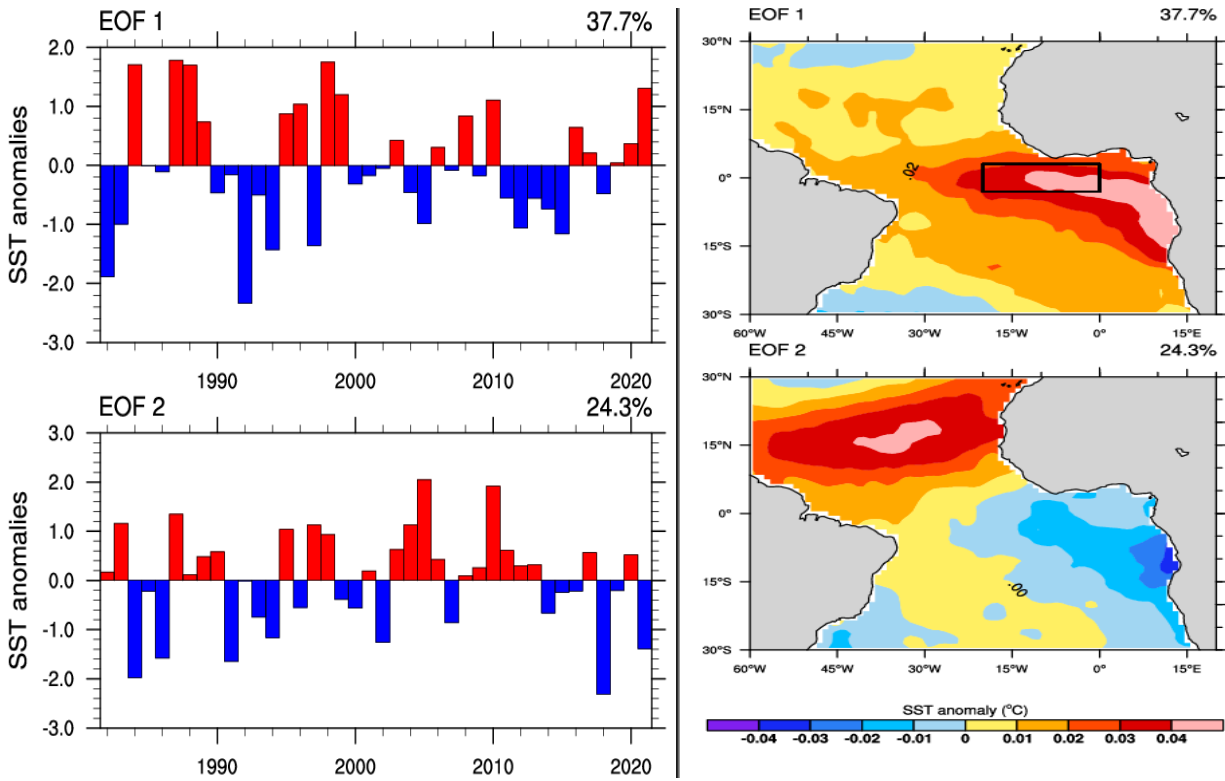 EOF 1 37.7%
2.0
1.0
0.0
-1.0
-2.0
-3.0
SST anomalies
1990 2000 2010 2020
EOF 2 24.3%
3.0
2.0
1.0
0.0
-1.0
-2.0
-3.0
SST anomalies
1990 2000 2010 2020
EOF 1 37.7%
30°N
15°N
0°
15°S
30°S
.02
60°W 45°W 30°W 15°W 0° 15°E
EOF 2 24.3%
30°N
15°N
0°
15°S
30°S
.00
60°W 45°W 30°W 15°W 0° 15°E
SST anomaly (°C)
-0.04 -0.03 -0.02 -0.01 0 0.01 0.02 0.03 0.04